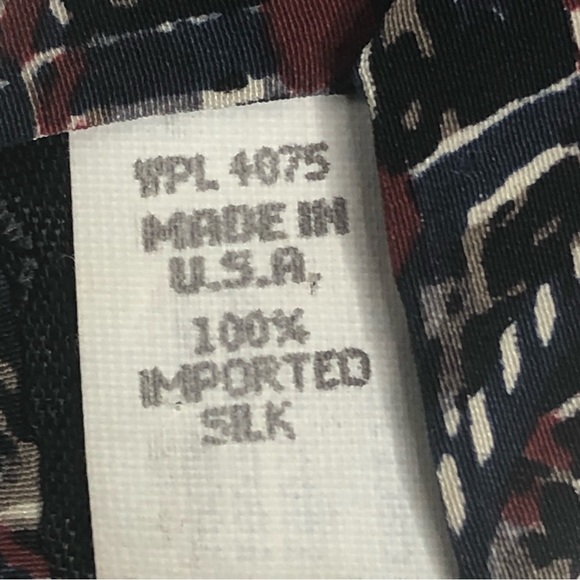 WPL 4075
MADE IN
U.S.A.
100%
IMPORTED
SILK